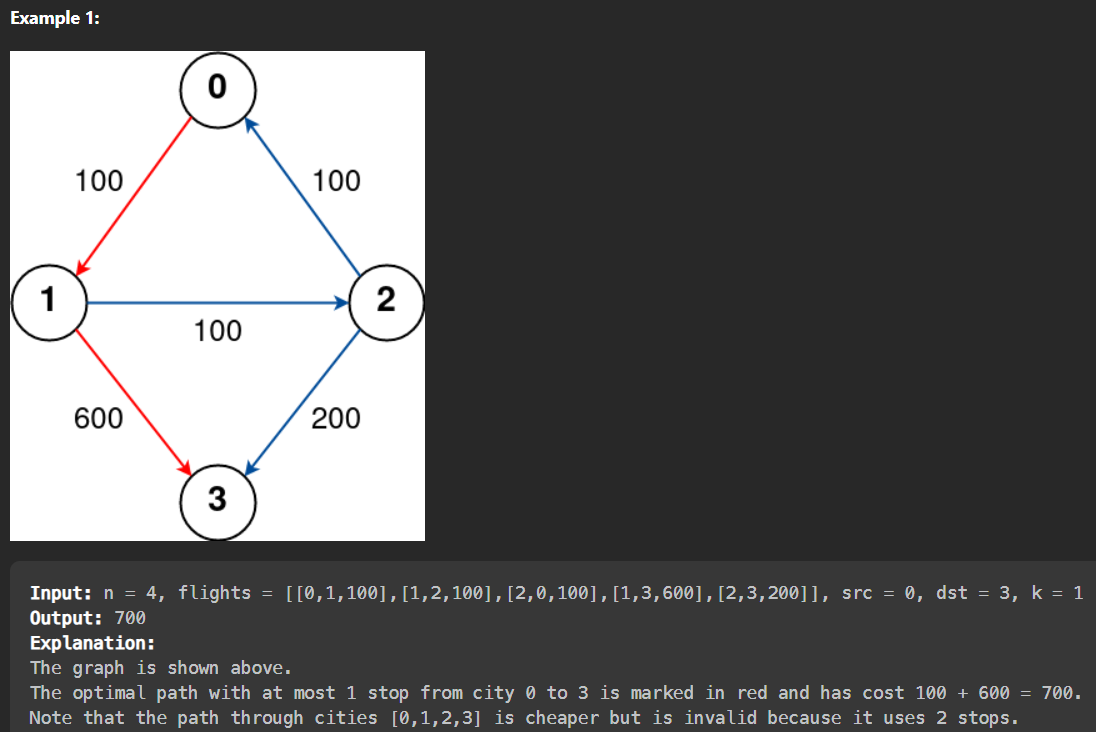 Example 1:
0
100 100
1 2
100
600 200
3
Input: n = 4, flights = [[0,1,100],[1,2,100],[2,0,100],[1,3,600],[2,3,200]], src = 0, dst = 3, k = 1
Output: 700
Explanation:
The graph is shown above.
The optimal path with at most 1 stop from city 0 to 3 is marked in red and has cost 100 + 600 = 700.
Note that the path through cities [0,1,2,3] is cheaper but is invalid because it uses 2 stops.